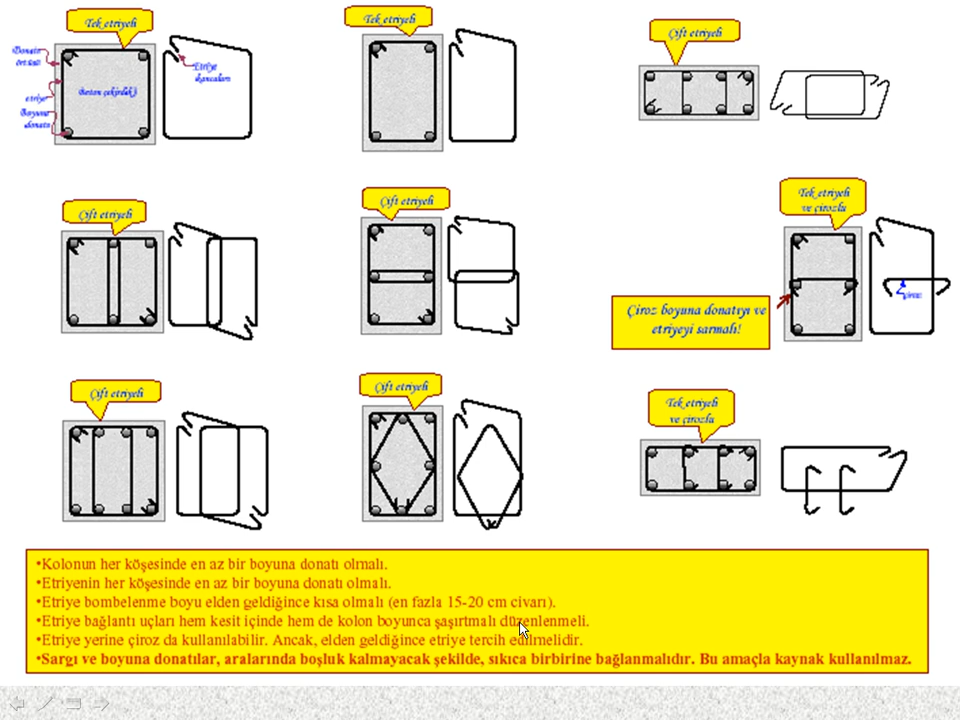 Tek etriyeli
Tek etriyeli
Çift etriyeli
Donatı
örtüsü
etriye
Boyuna
donatı
Beton çekirdeği
Etriye
kancaları
Çift etriyeli
Çift etriyeli
Tek etriyeli
ve çirozlu
Çiroz boyuna donatıyı ve
etriyeyi sarmalı!
çiroz
Çift etriyeli
Çift etriyeli
Tek etriyeli
ve çirozlu
•Kolonun her köşesinde en az bir boyuna donatı olmalı.
•Etriyenin her köşesinde en az bir boyuna donatı olmalı.
•Etriye bombelenme boyu elden geldiğince kısa olmalı (en fazla 15-20 cm civarı).
•Etriye bağlantı uçları hem kesit içinde hem de kolon boyunca şaşırtmalı düzenlenmeli.
•Etriye yerine çiroz da kullanılabilir. Ancak, elden geldiğince etriye tercih edilmelidir.
•Sargı ve boyuna donatılar, aralarında boşluk kalmayacak şekilde, sıkıca birbirine bağlanmalıdır. Bu amaçla kaynak kullanılmaz.